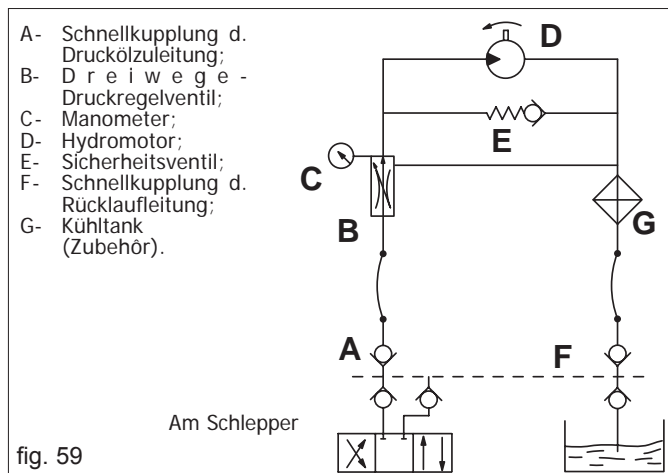 A- Schnellkupplung d.
Druckölzuleitung;
B- D r e i w e g e -
Druckregelventil;
C- Manometer;
D- Hydromotor;
E- Sicherheitsventil;
F- Schnellkupplung d.
Rücklaufleitung;
G- Kühltank
(Zubehôr).
D
E
C
B
G
A
F
Am Schlepper
fig. 59